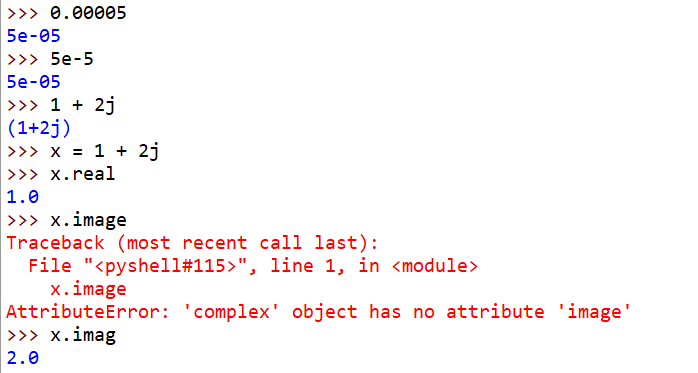 >>> 0.00005
5e-05
>>> 5e-5
5e-05
>>> 1 + 2j
(1+2j)
>>> x = 1 + 2j
>>> x.real
1.0
>>> x.image
Traceback (most recent call last):
  File "<pyshell#115>", line 1, in <module>
    x.image
AttributeError: 'complex' object has no attribute 'image'
>>> x.imag
2.0